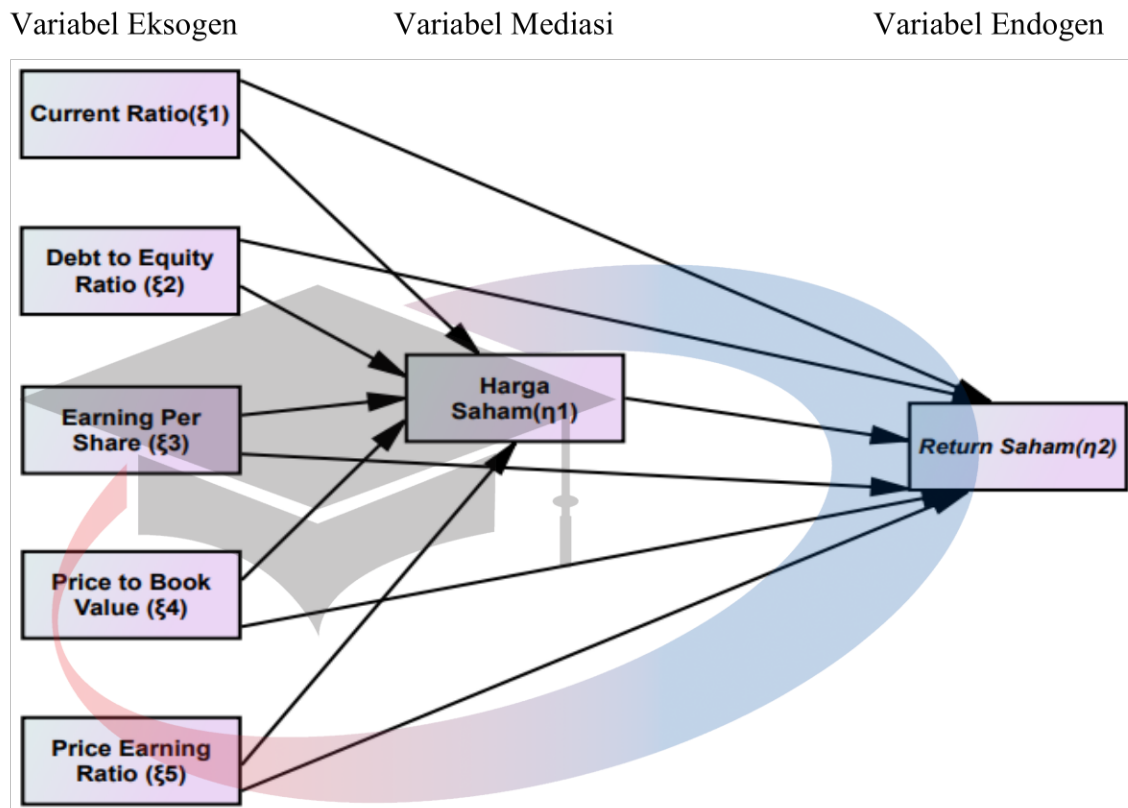 Variabel Eksogen
Variabel Mediasi
Variabel Endogen
Current Ratio(ξ1)
Debt to Equity
Ratio (ξ2)
Earning Per
Share (ξ3)
Price to Book
Value (ξ4)
Price Earning
Ratio (ξ5)
Harga
Saham(η1)
Return Saham(η2)